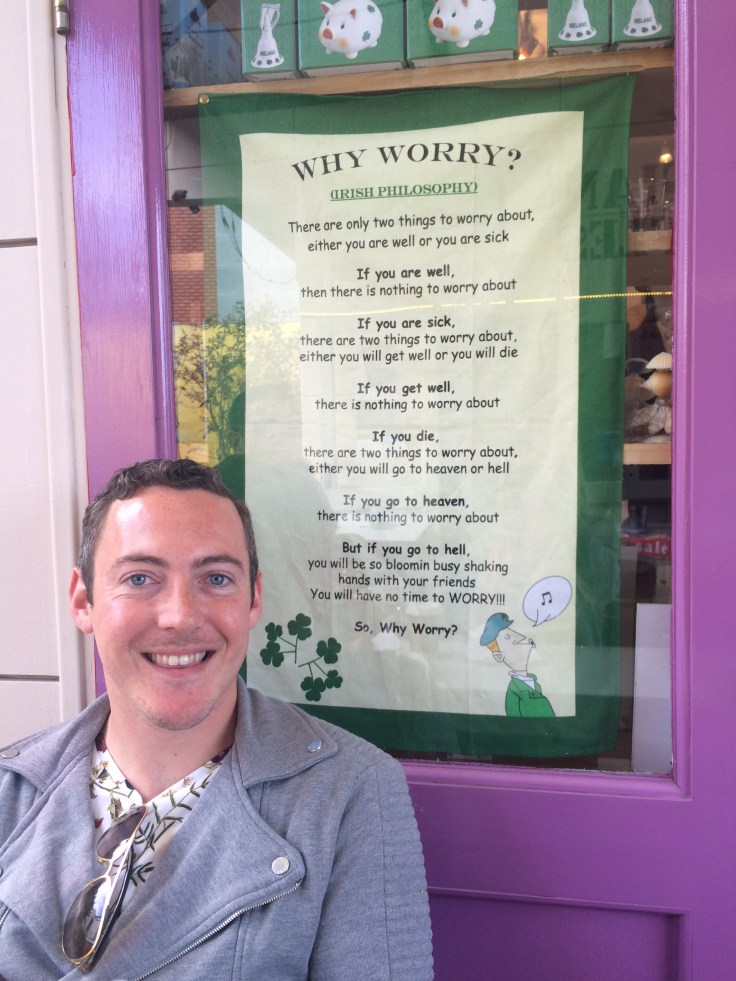 IRELAND
IRELAND
IRELAND
WHY WORRY?
(IRISH PHILOSOPHY)
There are only two things to worry about,
either you are well or you are sick
If you are well,
then there is nothing to worry about
If you are sick,
there are two things to worry about,
either you will get well or you will die
If you get well,
there is nothing to worry about
If you die,
there are two things to worry about,
either you will go to heaven or hell
If you go to heaven,
there is nothing to worry about
But if you go to hell,
you will be so bloomin busy shaking
hands with your friends
You will have no time to WORRY!!!
So, Why Worry?
sale